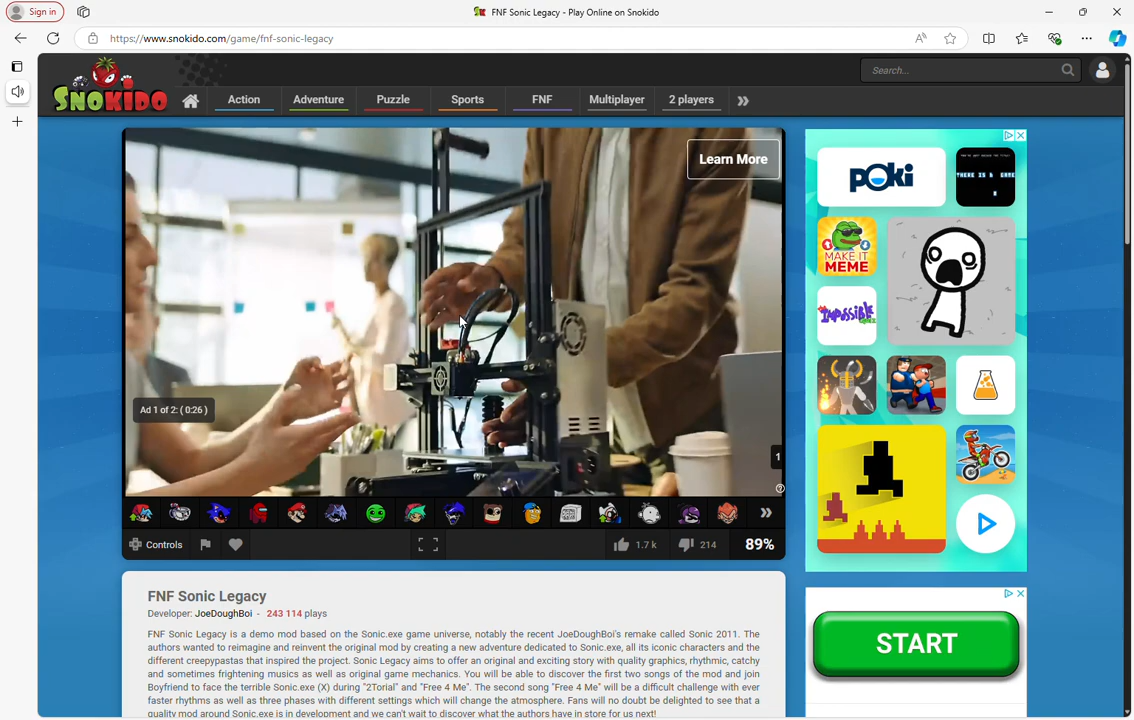 Sign in
FNF Sonic Legacy - Play Online on Snokido
https://www.snokido.com/game/fnf-sonic-legacy
SNOKIDO
Search...
Action
Adventure
Puzzle
Sports
FNF
Multiplayer
2 players
Learn More
Ad 1 of 2: (0:26)
1
Controls
1.7 k
214
89%
FNF Sonic Legacy
Developer: JoeDoughBoi - 243 114 plays
FNF Sonic Legacy is a demo mod based on the Sonic.exe game universe, notably the recent JoeDoughBoi's remake called Sonic 2011. The
authors wanted to reimagine and reinvent the original mod by creating a new adventure dedicated to Sonic.exe, all its iconic characters and the
different creepypastas that inspired the project. Sonic Legacy aims to offer an original and exciting story with quality graphics, rhythmic, catchy
and sometimes frightening musics as well as original game mechanics. You will be able to discover the first two songs of the mod and join
Boyfriend to face the terrible Sonic.exe (X) during "2Torial" and "Free 4 Me". The second song "Free 4 Me" will be a difficult challenge with ever
faster rhythms as well as three phases with different settings which will change the atmosphere. Fans will no doubt be delighted to see that a
quality mod around Sonic.exe is in development and we can't wait to discover what the authors have in store for us next!
POKI
THERE IS A GAME
MAKE IT
MEME
IMPOSSIBLE
START